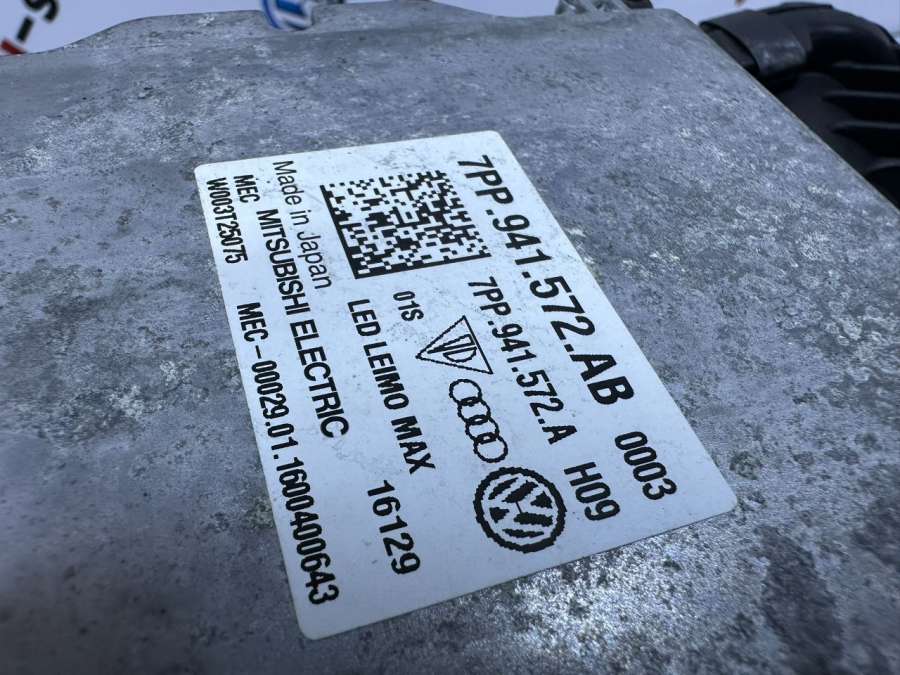 7PP.941.572.AB 0003
7PP.941.572.A H09
01S
LED LEIMO MAX 16129
Made in Japan
MEC MITSUBISHI ELECTRIC
W003T25075 MEC-00029.01.1600400643